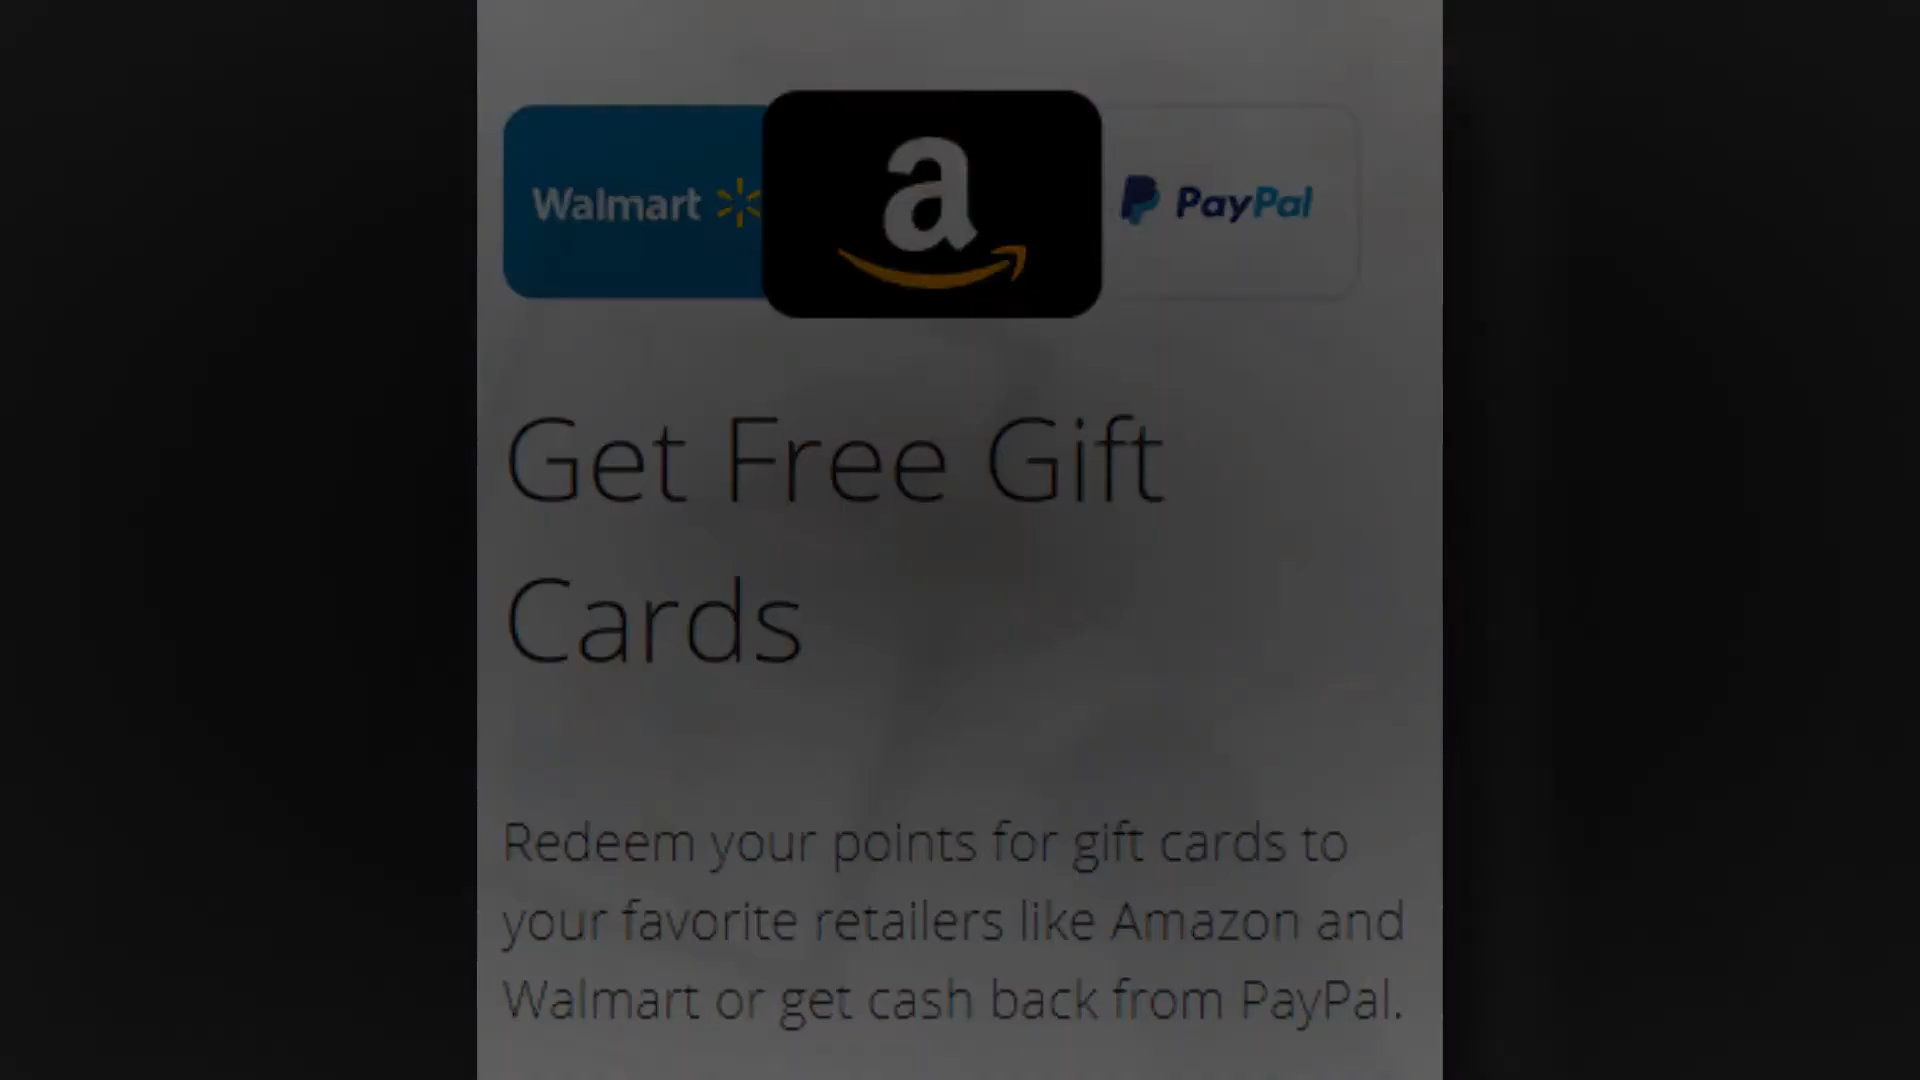 Walmart a PayPal
Get Free Gift
Cards
Redeem your points for gift cards to
your favorite retailers like Amazon and
Walmart or get cash back from PayPal.